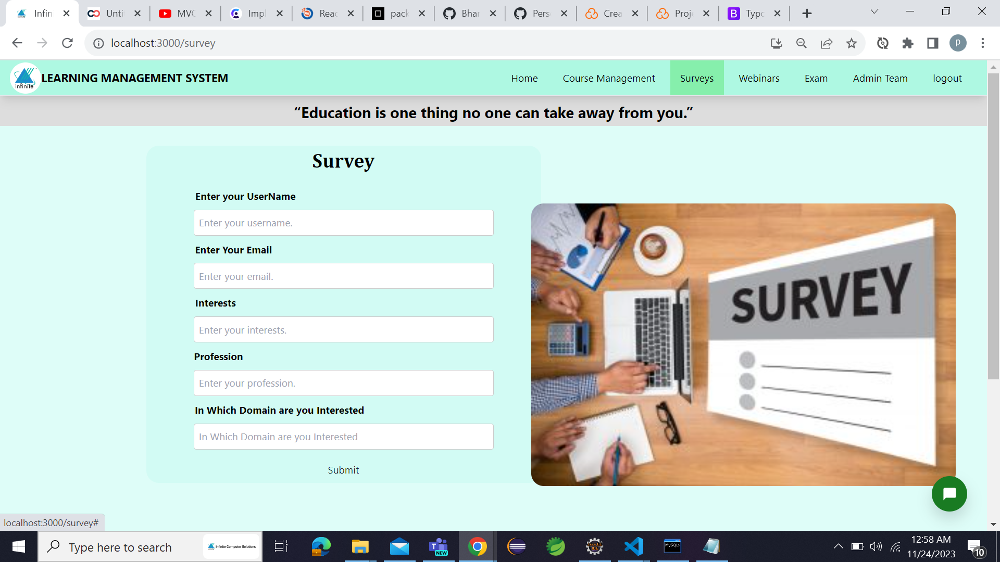 Infin
Unti
MVC
Impl
Reac
pack
Bhar
Pers
Crea
Proje
B Typo
localhost:3000/survey
P
infinite
LEARNING MANAGEMENT SYSTEM
Home Course Management Surveys Webinars Exam Admin Team logout
“Education is one thing no one can take away from you.”
Survey
Enter your UserName
Enter your username.
Enter Your Email
Enter your email.
Interests
Enter your interests.
Profession
Enter your profession.
In Which Domain are you Interested
In Which Domain are you Interested
Submit
SURVEY
localhost:3000/survey#
Type here to search
Infinite Computer Solutions
NEW
Java EE
IDE
MySQL
12:58 AM
11/24/2023
10